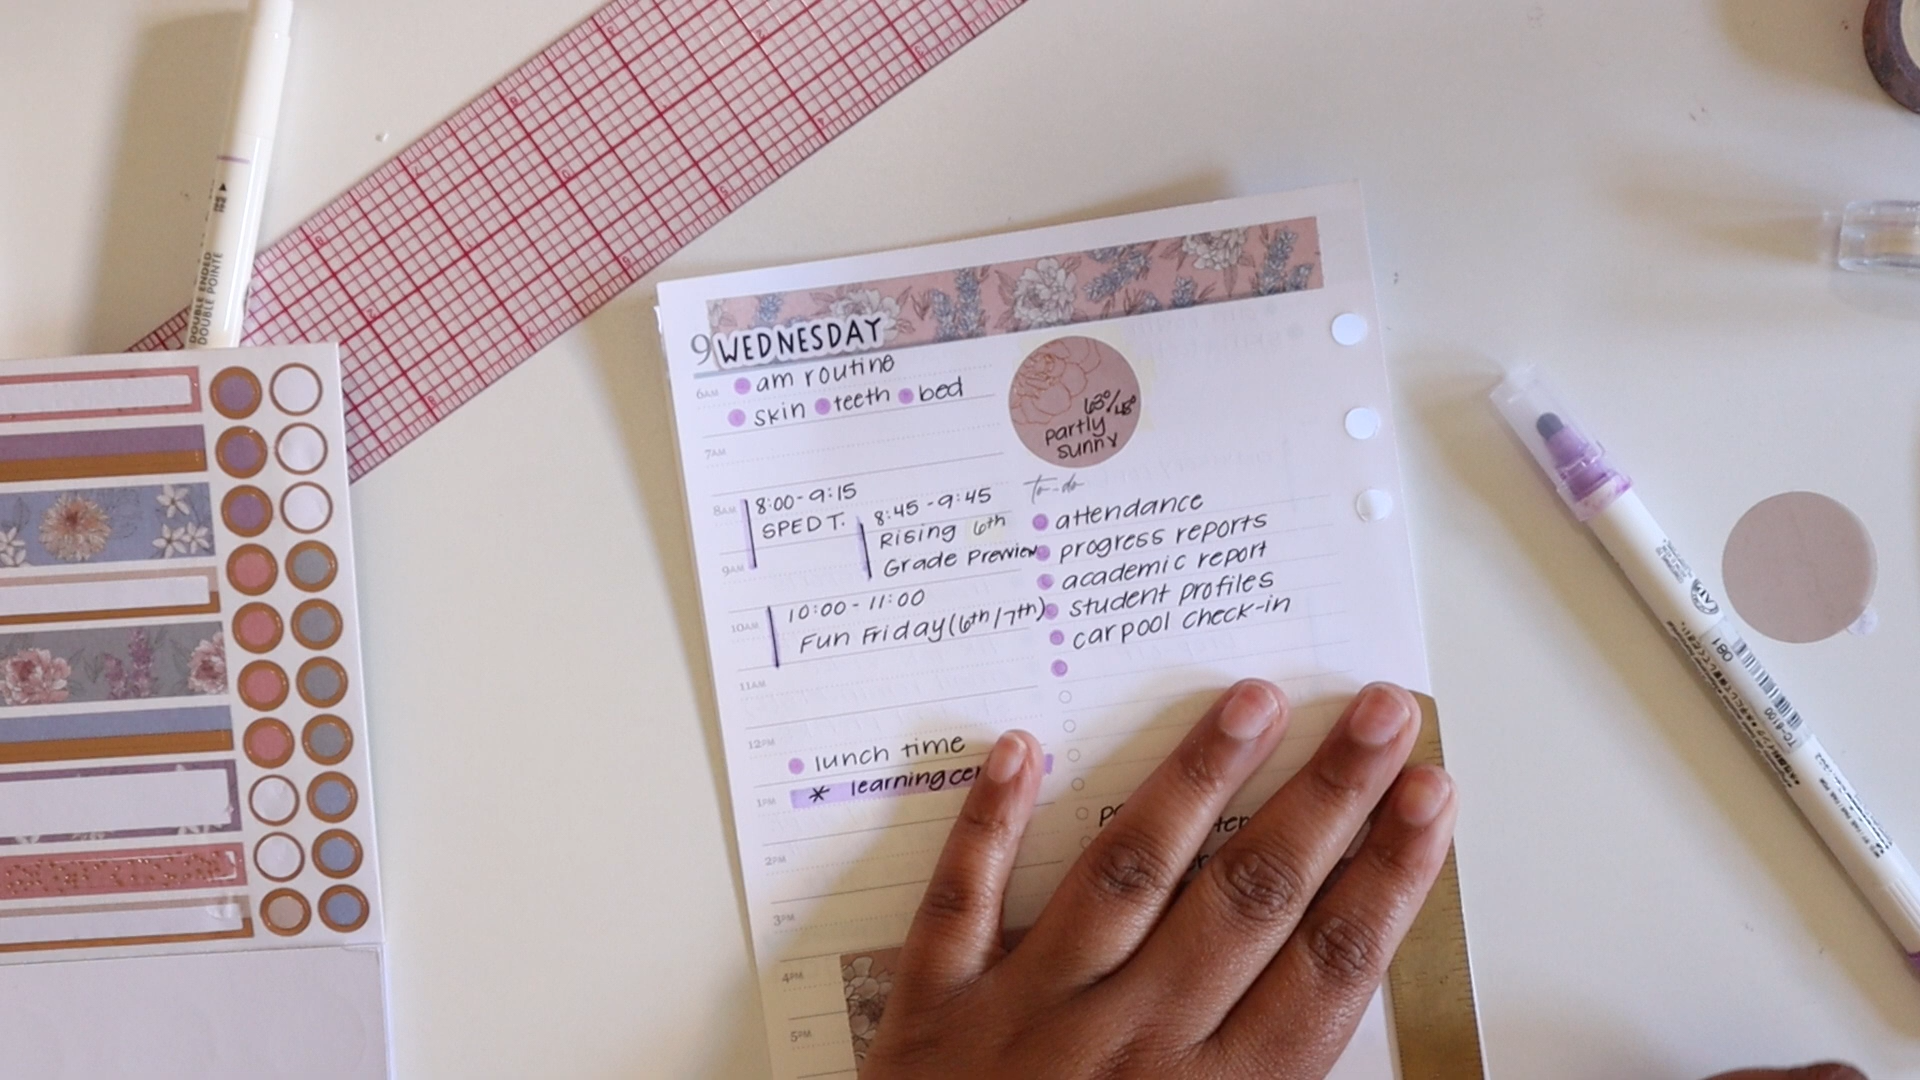 9 WEDNESDAY
6AM
am routine
skin teeth bed
7AM
8AM
8:00-9:15
SPED T.
8:45-9:45
Rising 6th
Grade Preview
9AM
10AM
10:00-11:00
Fun Friday (6th/7th)
11AM
12PM
lunch time
1PM
* learning
2PM
3PM
4PM
5PM
63°/48°
partly
sunny
to-do
attendance
progress reports
academic report
student profiles
carpool check-in
DOUBLE ENDED
DOUBLE POINTE